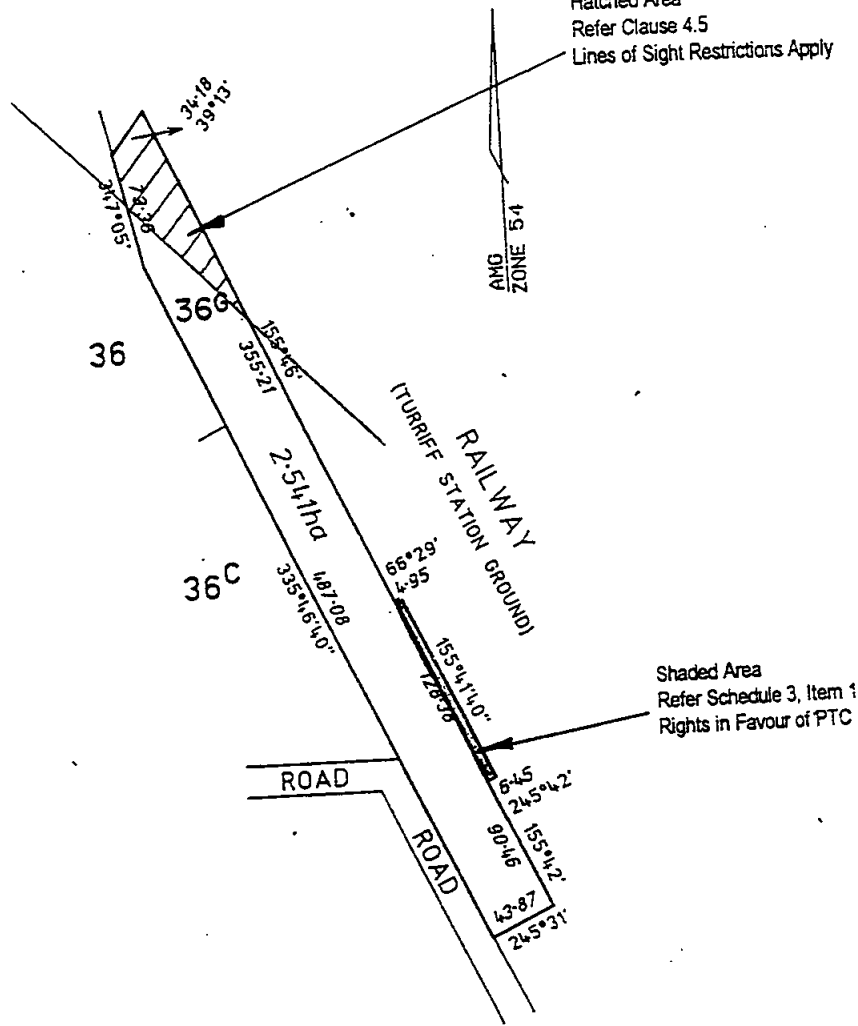 Hatched Area
Refer Clause 4.5
Lines of Sight Restrictions Apply
34·18
39°13'
347°05'
73·36
AMG
ZONE 54
36G
36
155°46'
355·21
RAILWAY
(TURRIFF STATION GROUND)
2·541ha
36C
487·08
335°46'40"
66°29'
4·95
155°41'40"
128·38
Shaded Area
Refer Schedule 3, Item 1
Rights in Favour of PTC
6·45
245°42'
ROAD
ROAD
90·46
155°42'
43·87
245°31'